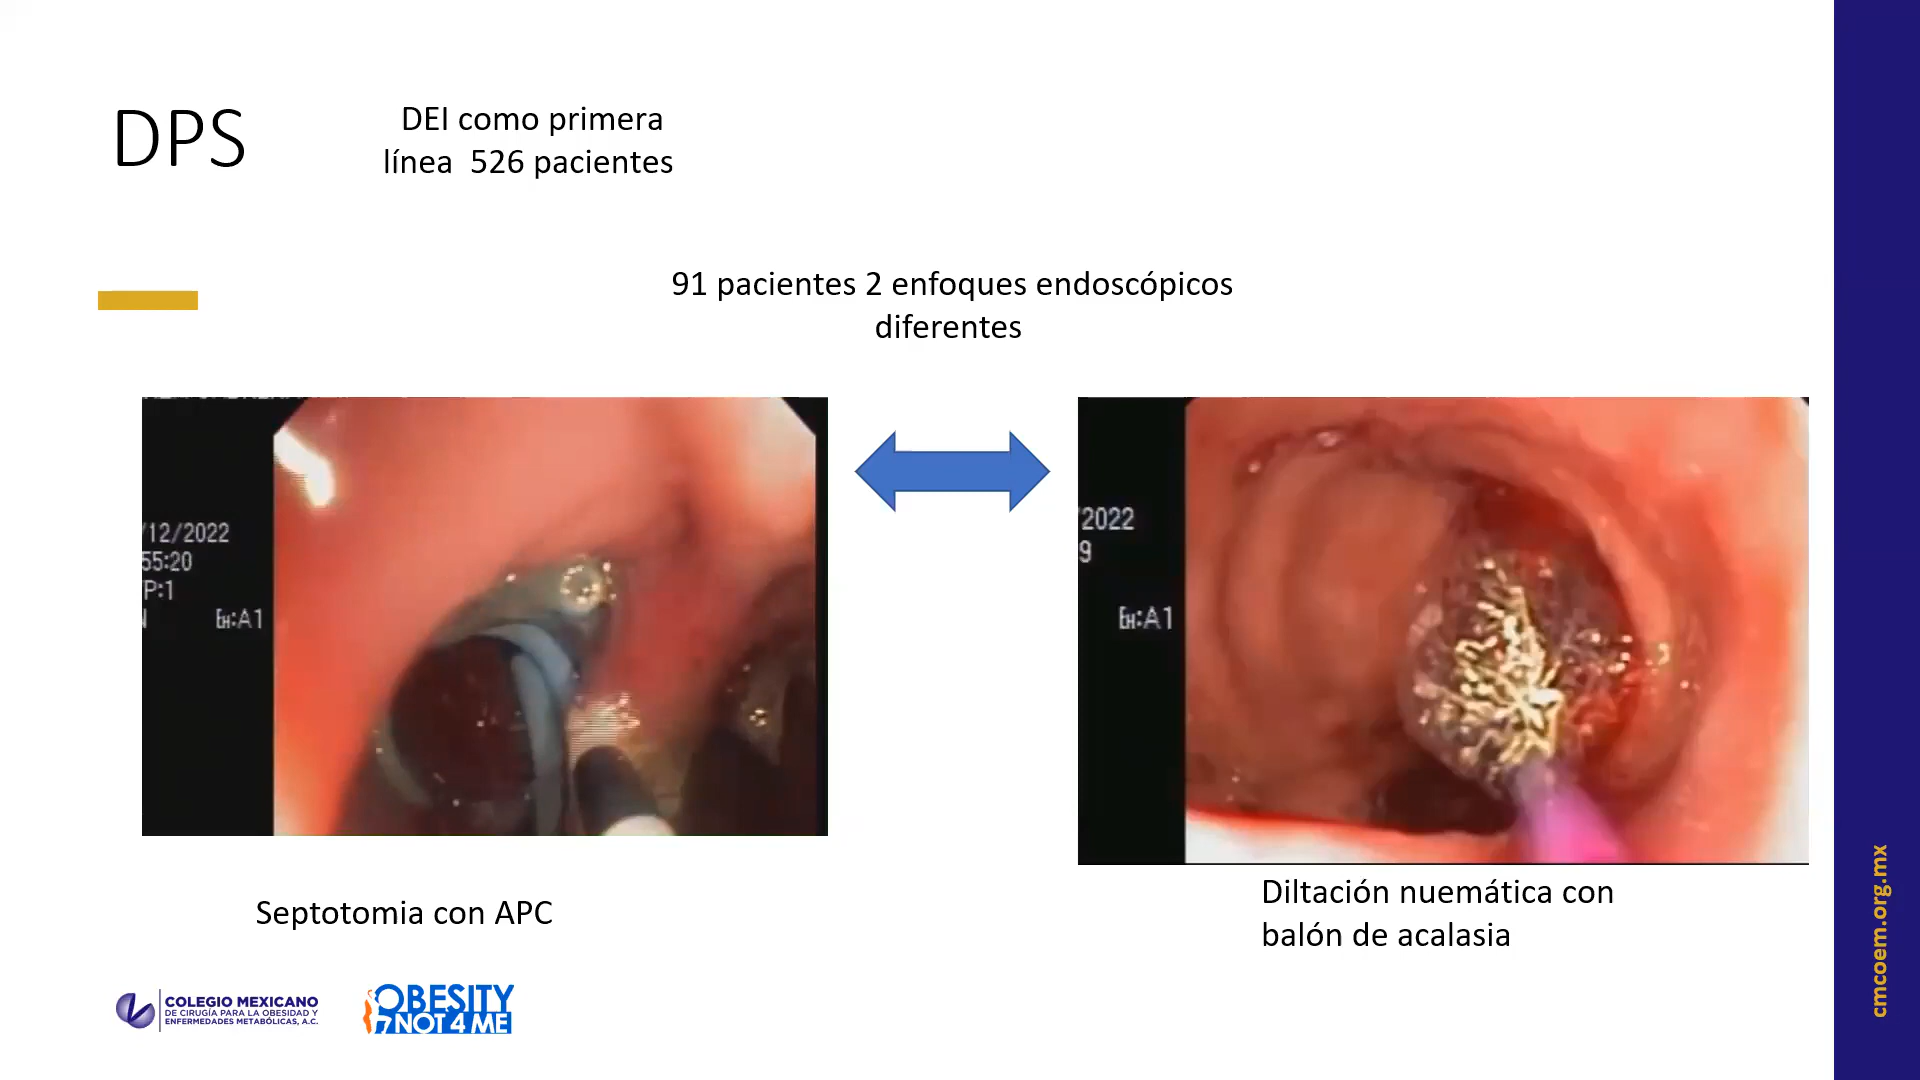 DPS
DEI como primera
línea 526 pacientes
91 pacientes 2 enfoques endoscópicos
diferentes
/12/2022
55:20
P:1
N
EH:A1
/2022
9
EH:A1
Septotomia con APC
Diltación nuemática con
balón de acalasia
COLEGIO MEXICANO
DE CIRUGÍA PARA LA OBESIDAD Y
ENFERMEDADES METABÓLICAS, A.C.
OBESITY
NOT 4 ME
cmcoem.org.mx